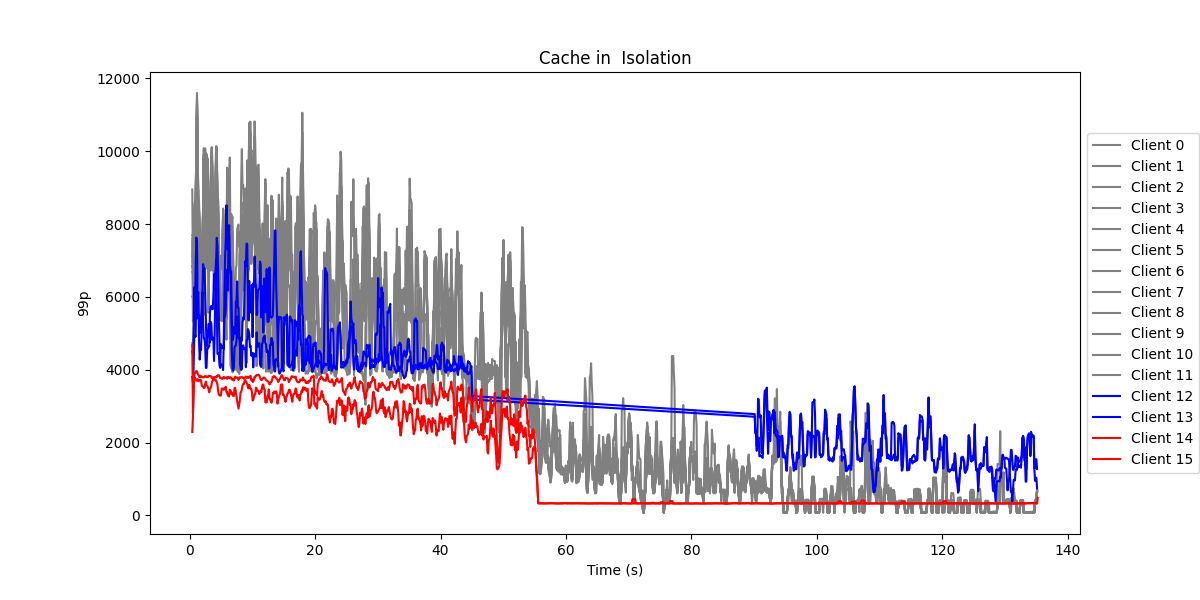 Cache in  Isolation
99p
12000
10000
8000
6000
4000
2000
0
0 20 40 60 80 100 120 140
Time (s)
Client 0
Client 1
Client 2
Client 3
Client 4
Client 5
Client 6
Client 7
Client 8
Client 9
Client 10
Client 11
Client 12
Client 13
Client 14
Client 15